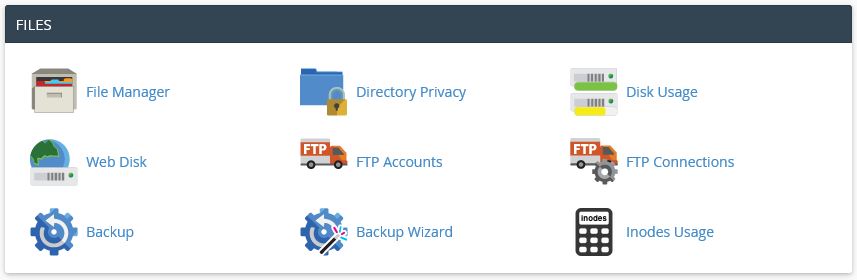 FILES
File Manager
Directory Privacy
Disk Usage
Web Disk
FTP
FTP Accounts
FTP
FTP Connections
Backup
Backup Wizard
inodes
Inodes Usage